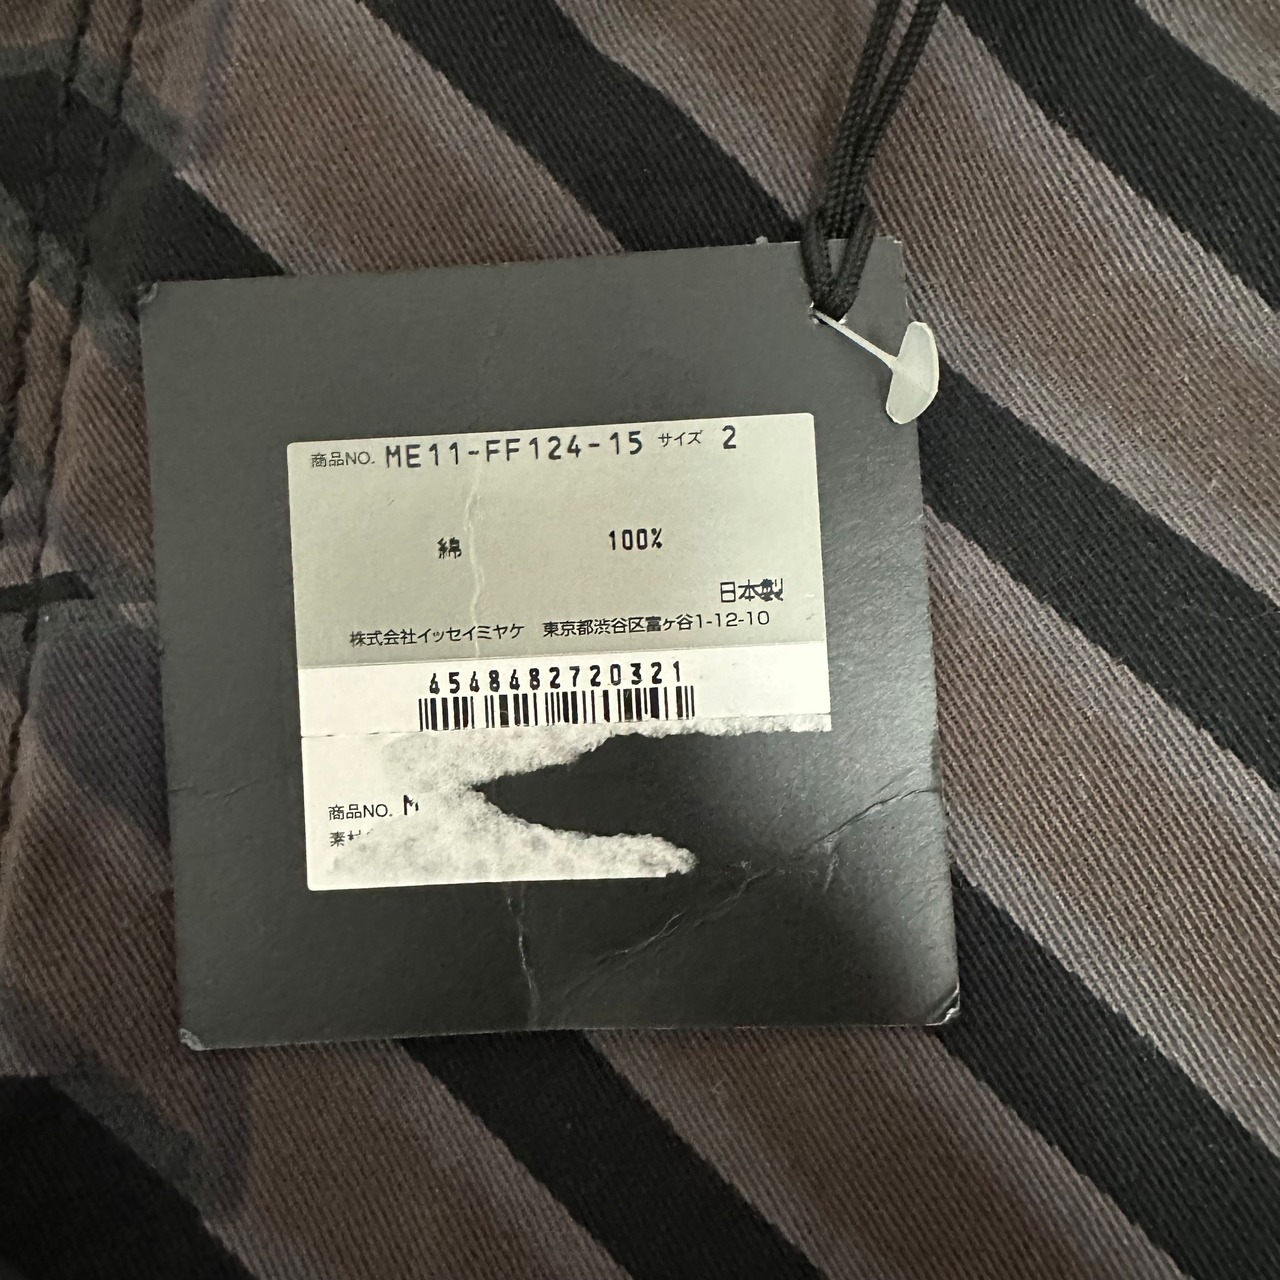 商品NO. ME11-FF124-15 サイズ 2
綿 100%
日本製
株式会社イッセイミヤケ 東京都渋谷区富ヶ谷1-12-10
4548482720321
商品NO. M
素材